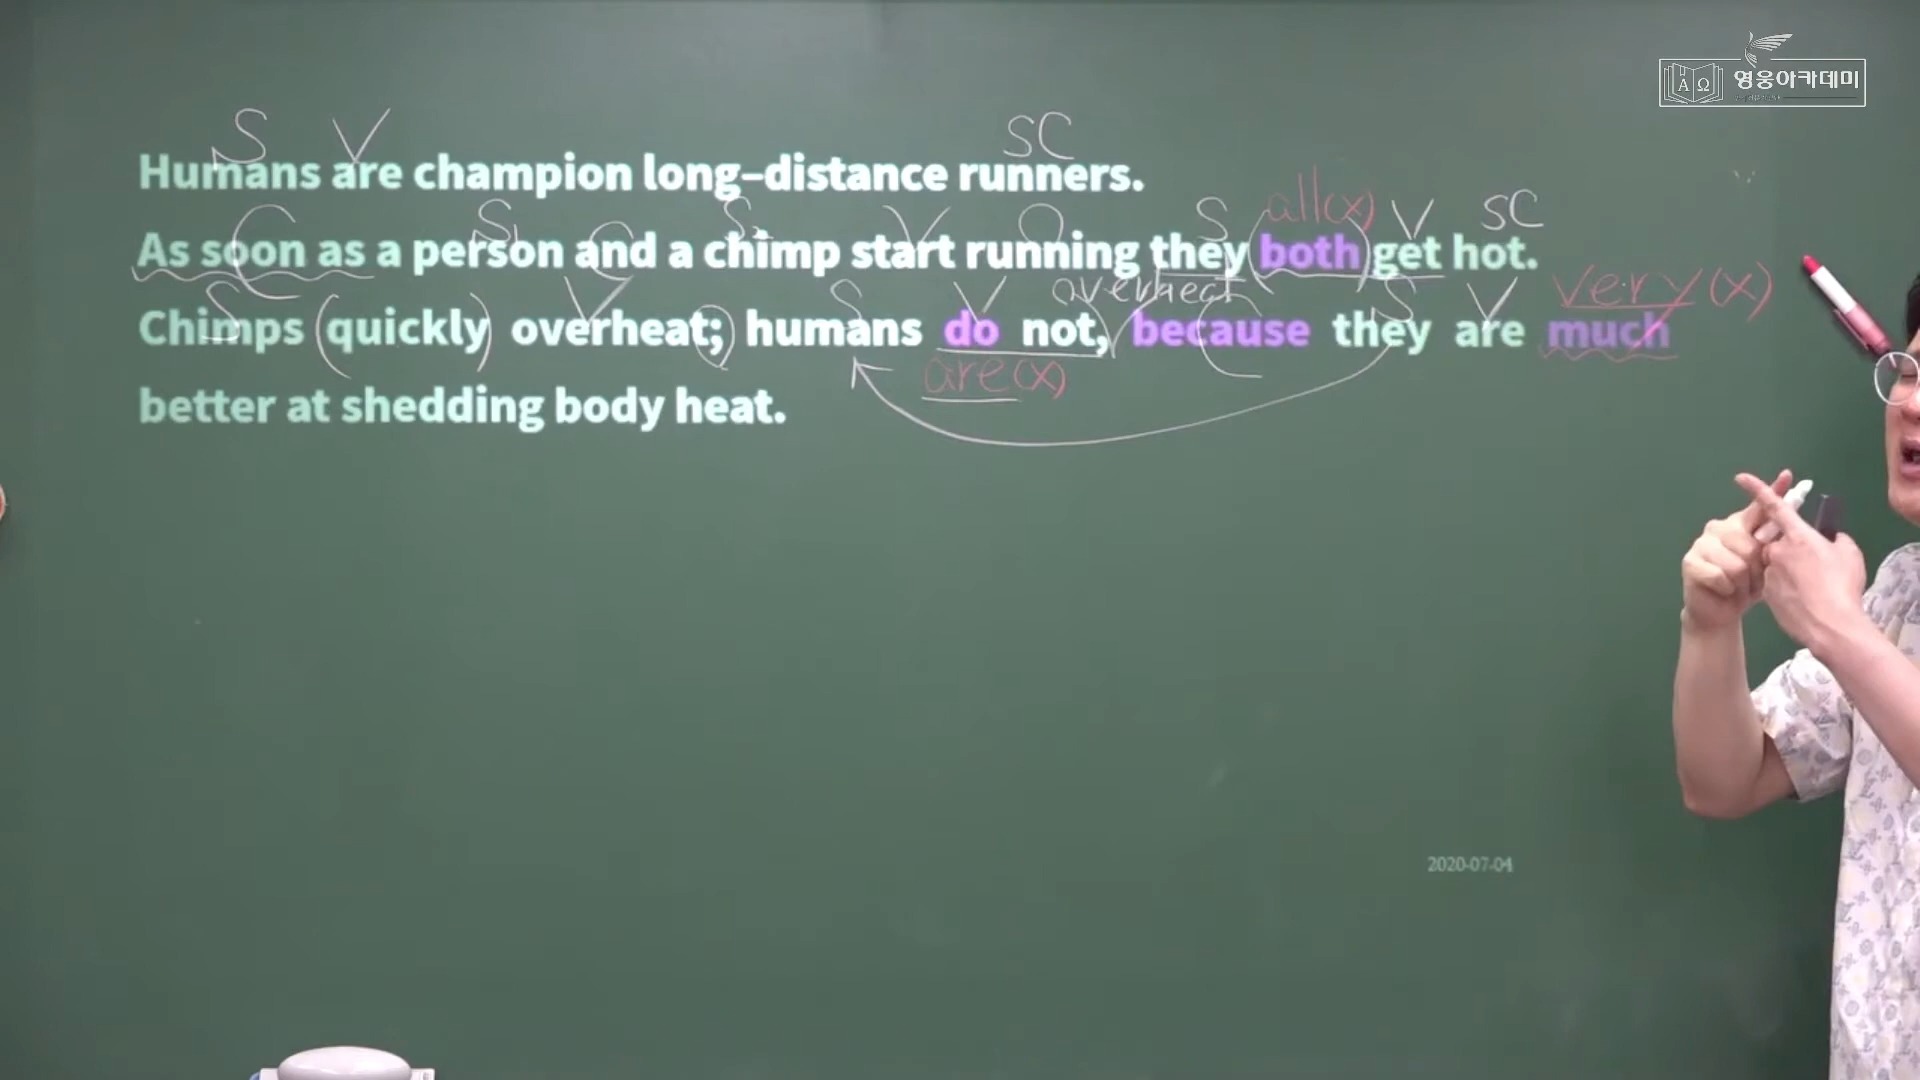 영웅아카데미
S V SC
Humans are champion long–distance runners.
C S₁ C S₂ V O S all(x) V SC
As soon as a person and a chimp start running they both get hot.
S V S V overheat C S V very(x)
Chimps (quickly) overheat; humans do not, because they are much
are(x)
better at shedding body heat.
2020-07-04